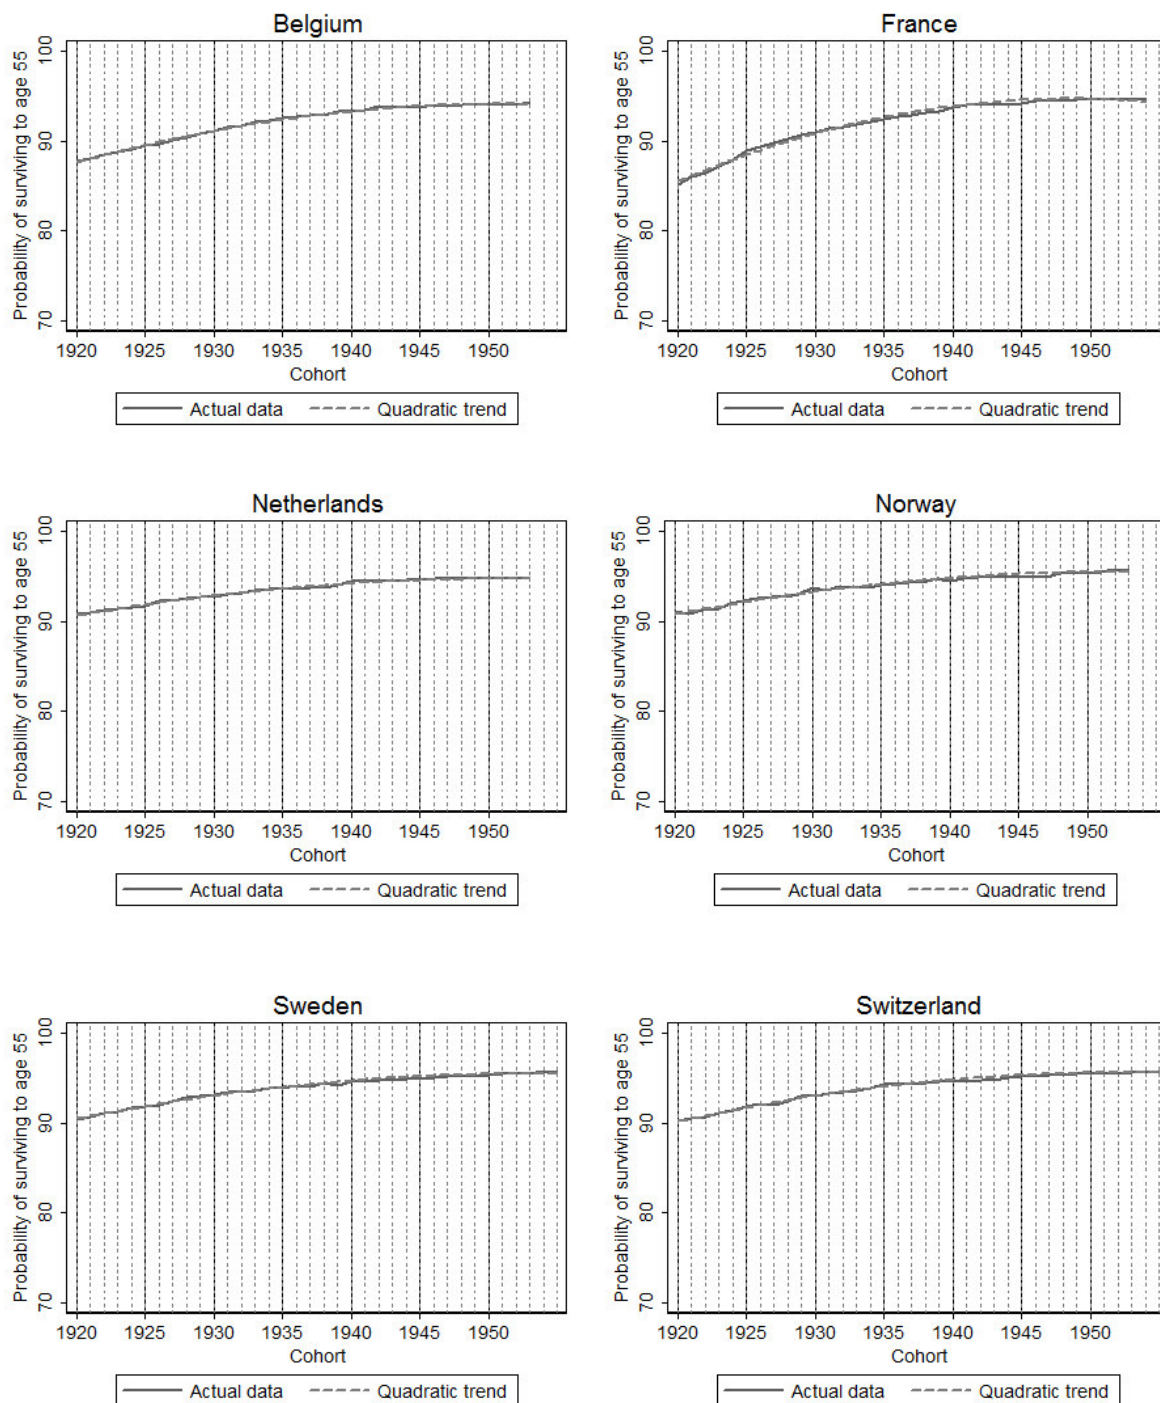 Belgium
Probability of surviving to age 55
100
90
80
70
1920 1925 1930 1935 1940 1945 1950
Cohort
Actual data Quadratic trend
France
Probability of surviving to age 55
100
90
80
70
1920 1925 1930 1935 1940 1945 1950
Cohort
Actual data Quadratic trend
Netherlands
Probability of surviving to age 55
100
90
80
70
1920 1925 1930 1935 1940 1945 1950
Cohort
Actual data Quadratic trend
Norway
Probability of surviving to age 55
100
90
80
70
1920 1925 1930 1935 1940 1945 1950
Cohort
Actual data Quadratic trend
Sweden
Probability of surviving to age 55
100
90
80
70
1920 1925 1930 1935 1940 1945 1950
Cohort
Actual data Quadratic trend
Switzerland
Probability of surviving to age 55
100
90
80
70
1920 1925 1930 1935 1940 1945 1950
Cohort
Actual data Quadratic trend